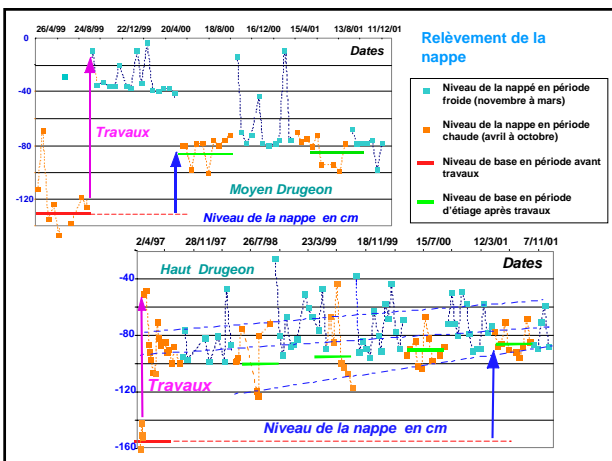 26/4/99 24/8/99 22/12/99 20/4/00 18/8/00 16/12/00 15/4/01 13/8/01 11/12/01
0
Dates
-40
Travaux
-80
Moyen Drugeon
-120
Niveau de la nappe en cm
Relèvement de la
nappe
Niveau de la nappé en période
froide (novembre à mars)
Niveau de la nappe en période
chaude (avril à octobre)
Niveau de base en période avant
travaux
Niveau de base en période
d'étiage après travaux
2/4/97 28/11/97 26/7/98 23/3/99 18/11/99 15/7/00 12/3/01 7/11/01
Haut Drugeon
Dates
-40
-80
Travaux
-120
Niveau de la nappe en cm
-160